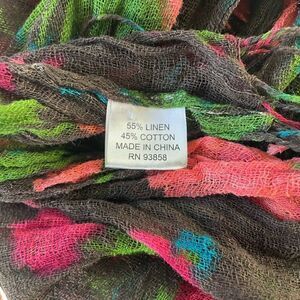 55% LINEN
45% COTTON
MADE IN CHINA
RN 93858